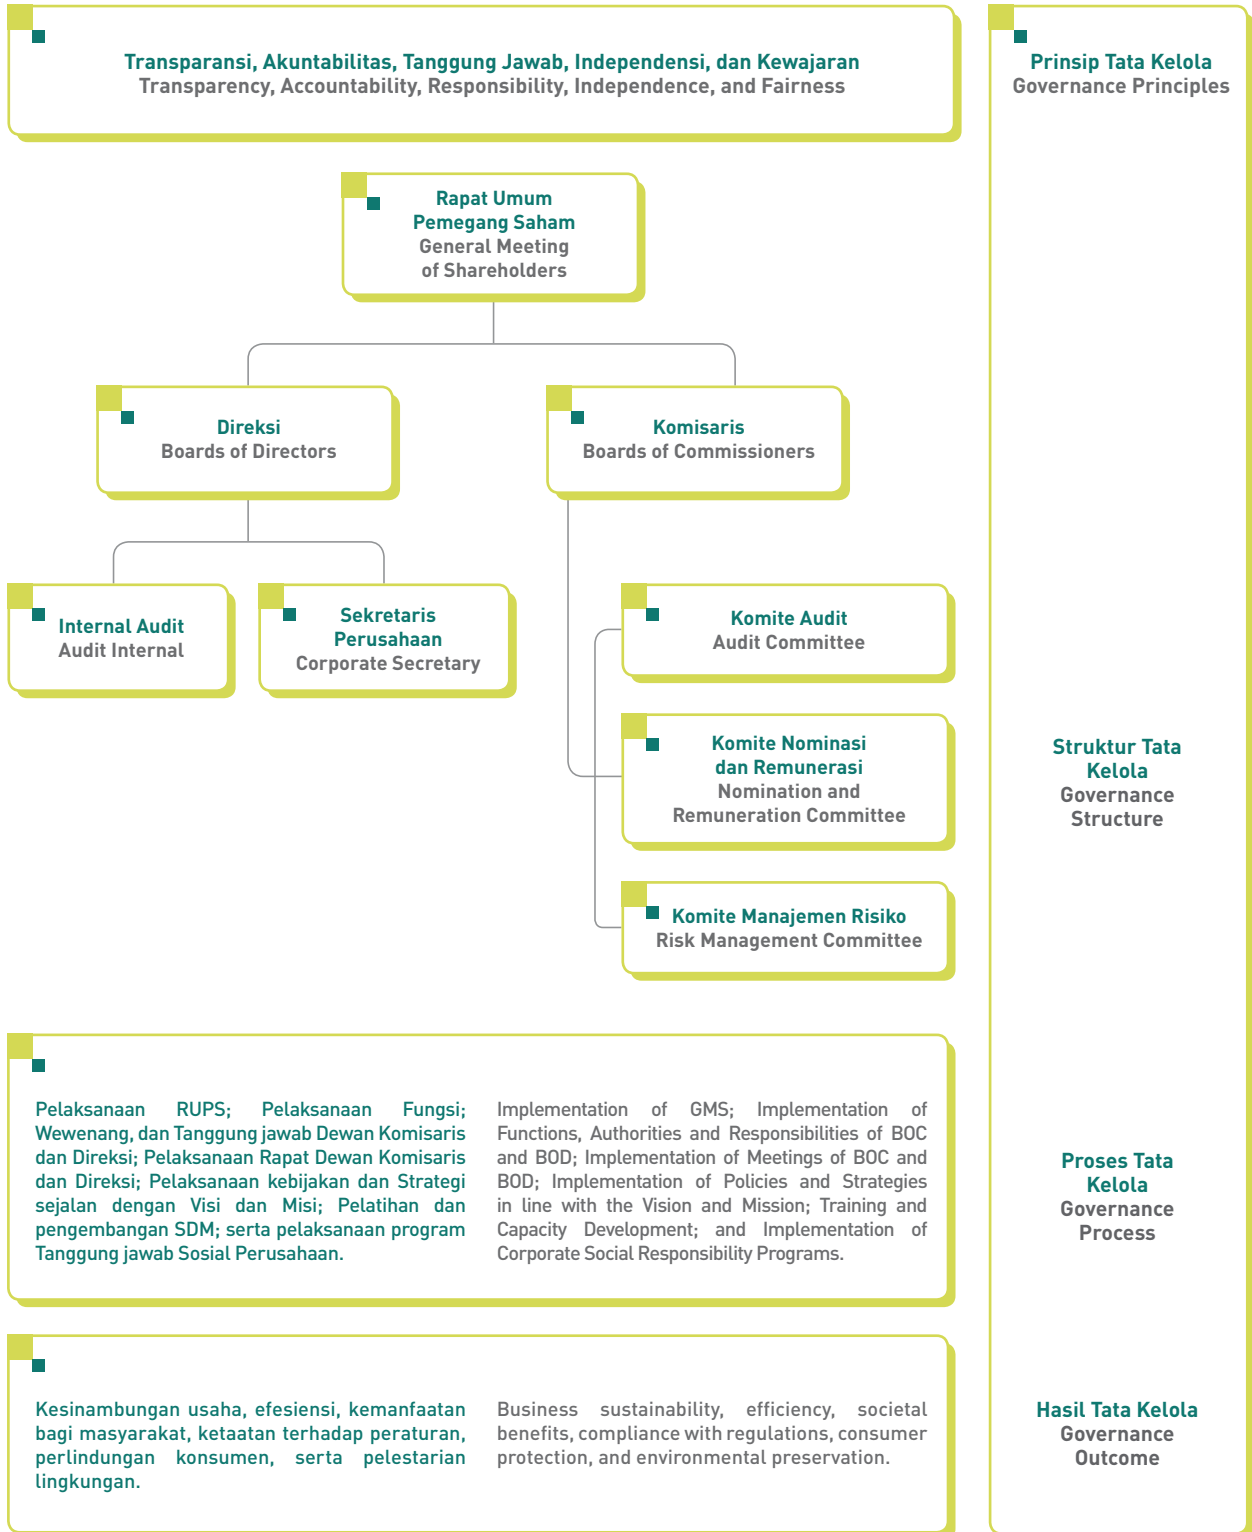 Transparansi, Akuntabilitas, Tanggung Jawab, Independensi, dan Kewajaran
Transparency, Accountability, Responsibility, Independence, and Fairness
Prinsip Tata Kelola
Governance Principles
Rapat Umum
Pemegang Saham
General Meeting
of Shareholders
Direksi
Boards of Directors
Komisaris
Boards of Commissioners
Internal Audit
Audit Internal
Sekretaris
Perusahaan
Corporate Secretary
Komite Audit
Audit Committee
Komite Nominasi
dan Remunerasi
Nomination and
Remuneration Committee
Komite Manajemen Risiko
Risk Management Committee
Struktur Tata
Kelola
Governance
Structure
Pelaksanaan RUPS; Pelaksanaan Fungsi;
Wewenang, dan Tanggung jawab Dewan Komisaris
dan Direksi; Pelaksanaan Rapat Dewan Komisaris
dan Direksi; Pelaksanaan kebijakan dan Strategi
sejalan dengan Visi dan Misi; Pelatihan dan
pengembangan SDM; serta pelaksanaan program
Tanggung jawab Sosial Perusahaan.
Implementation of GMS; Implementation of
Functions, Authorities and Responsibilities of BOC
and BOD; Implementation of Meetings of BOC and
BOD; Implementation of Policies and Strategies
in line with the Vision and Mission; Training and
Capacity Development; and Implementation of
Corporate Social Responsibility Programs.
Proses Tata
Kelola
Governance
Process
Kesinambungan usaha, efesiensi, kemanfaatan
bagi masyarakat, ketaatan terhadap peraturan,
perlindungan konsumen, serta pelestarian
lingkungan.
Business sustainability, efficiency, societal
benefits, compliance with regulations, consumer
protection, and environmental preservation.
Hasil Tata Kelola
Governance
Outcome